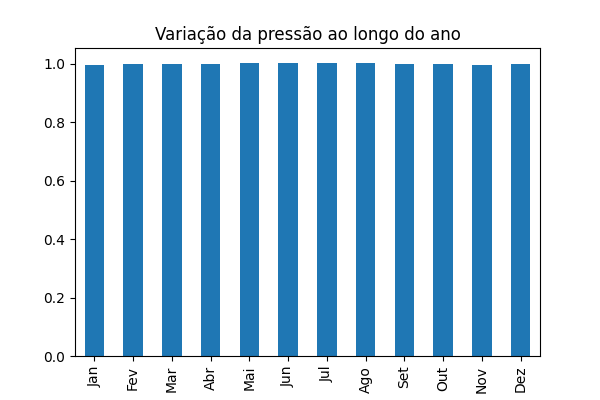 Variação da pressão ao longo do ano
1.0
0.8
0.6
0.4
0.2
0.0
Jan
Fev
Mar
Abr
Mai
Jun
Jul
Ago
Set
Out
Nov
Dez